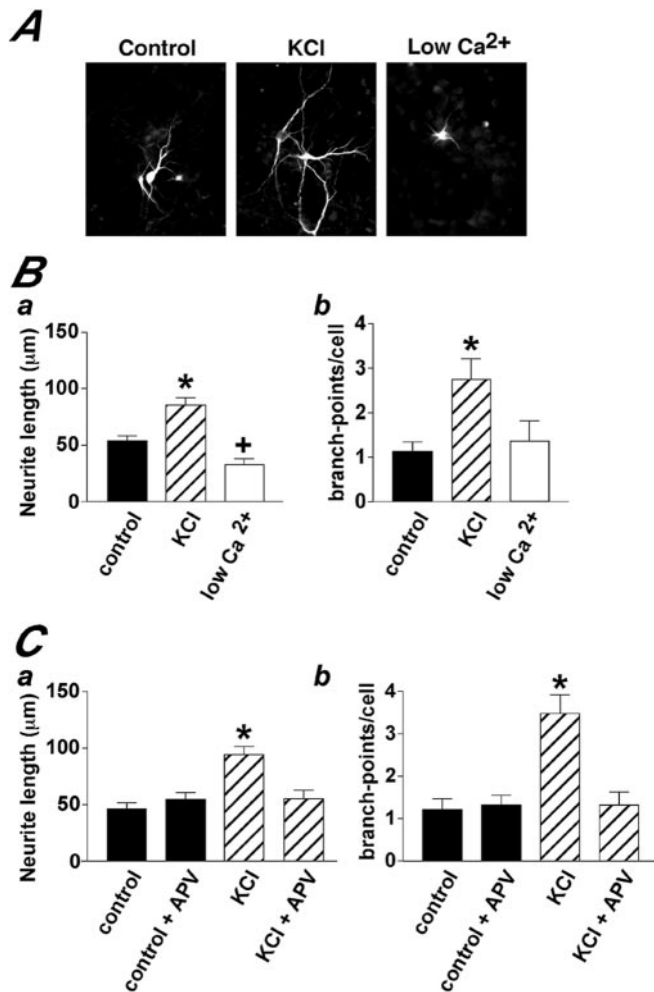 A
Control KCl Low Ca2+
B
a b
Neurite length (μm)
150
100
50
0
*
+
control KCl low Ca 2+
branch-points/cell
4
3
2
1
0
*
control KCl low Ca 2+
C
a b
Neurite length (μm)
150
100
50
0
*
control control + APV KCl KCl + APV
branch-points/cell
4
3
2
1
0
*
control control + APV KCl KCl + APV